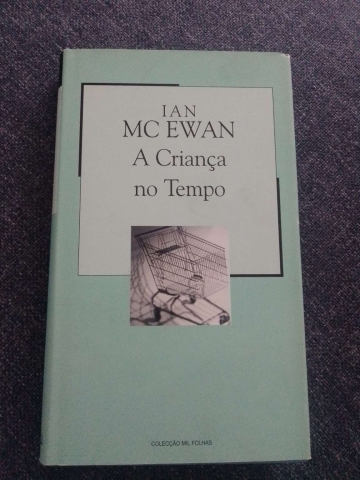 IAN
MC EWAN
A Criança
no Tempo
COLECÇÃO MIL FOLHAS